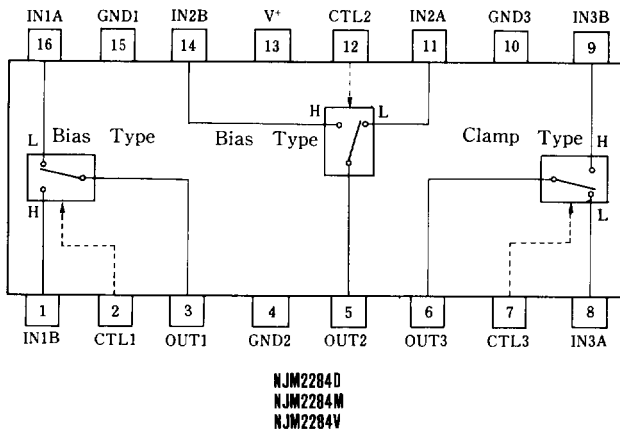 IN1A GND1 IN2B V⁺ CTL2 IN2A GND3 IN3B
16 15 14 13 12 11 10 9
H L
L Bias Type Bias Type Clamp Type H
H L
1 2 3 4 5 6 7 8
IN1B CTL1 OUT1 GND2 OUT2 OUT3 CTL3 IN3A
NJM2284D
NJM2284M
NJM2284V